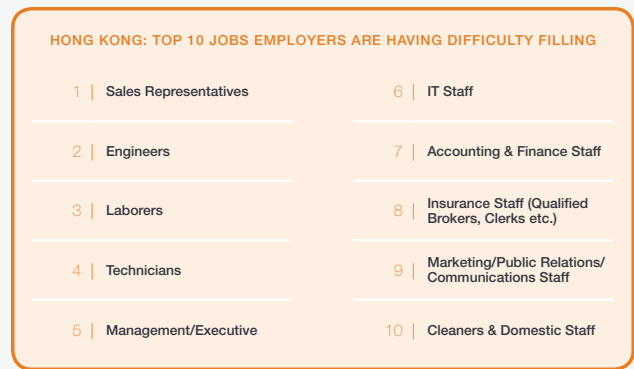 HONG KONG: TOP 10 JOBS EMPLOYERS ARE HAVING DIFFICULTY FILLING
1 | Sales Representatives
2 | Engineers
3 | Laborers
4 | Technicians
5 | Management/Executive
6 | IT Staff
7 | Accounting & Finance Staff
8 | Insurance Staff (Qualified
Brokers, Clerks etc.)
9 | Marketing/Public Relations/
Communications Staff
10 | Cleaners & Domestic Staff